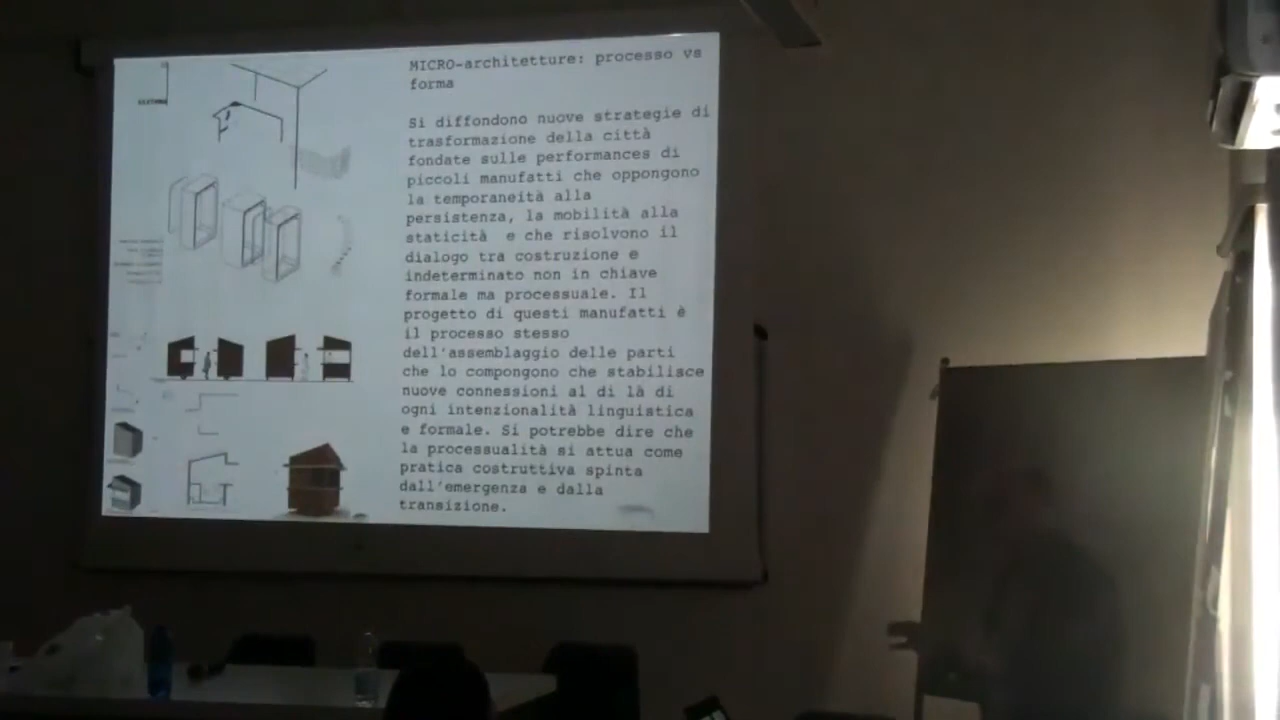 MICRO-architetture: processo vs
forma
Si diffondono nuove strategie di
trasformazione della città
fondate sulle performances di
piccoli manufatti che oppongono
la temporaneità alla
persistenza, la mobilità alla
staticità e che risolvono il
dialogo tra costruzione e
indeterminato non in chiave
formale ma processuale. Il
progetto di questi manufatti è
il processo stesso
dell'assemblaggio delle parti
che lo compongono che stabilisce
nuove connessioni al di là di
ogni intenzionalità linguistica
e formale. Si potrebbe dire che
la processualità si attua come
pratica costruttiva spinta
dall'emergenza e dalla
transizione.